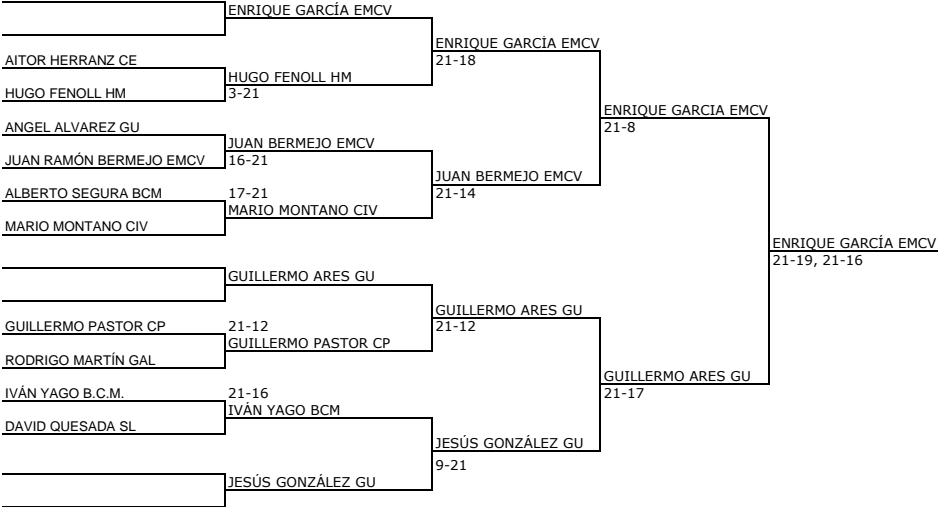 ENRIQUE GARCÍA EMCV
ENRIQUE GARCÍA EMCV
AITOR HERRANZ CE
21-18
HUGO FENOLL HM
HUGO FENOLL HM
3-21
ENRIQUE GARCIA EMCV
ANGEL ALVAREZ GU
21-8
JUAN BERMEJO EMCV
JUAN RAMÓN BERMEJO EMCV
16-21
JUAN BERMEJO EMCV
ALBERTO SEGURA BCM
17-21
21-14
MARIO MONTANO CIV
MARIO MONTANO CIV
ENRIQUE GARCÍA EMCV
21-19, 21-16
GUILLERMO ARES GU
GUILLERMO ARES GU
GUILLERMO PASTOR CP
21-12
21-12
GUILLERMO PASTOR CP
RODRIGO MARTÍN GAL
GUILLERMO ARES GU
IVÁN YAGO B.C.M.
21-16
21-17
IVÁN YAGO BCM
DAVID QUESADA SL
JESÚS GONZÁLEZ GU
9-21
JESÚS GONZÁLEZ GU